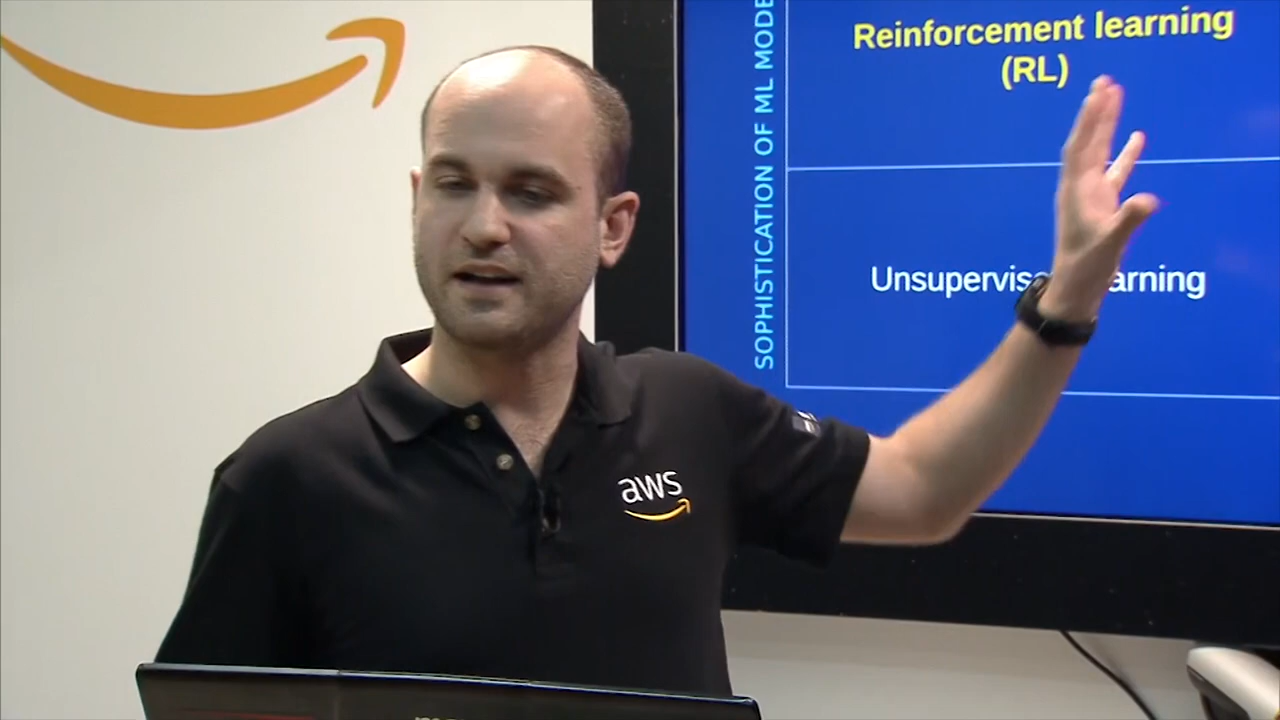 Reinforcement learning
(RL)
SOPHISTICATION OF ML
aws